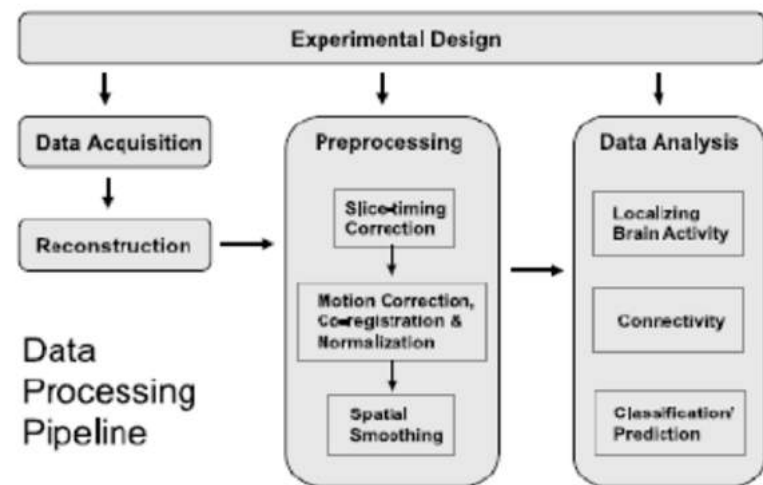 Experimental Design
Data Acquisition
Reconstruction
Data
Processing
Pipeline
Preprocessing
Slice-timing
Correction
Motion Correction,
Co-registration &
Normalization
Spatial
Smoothing
Data Analysis
Localizing
Brain Activity
Connectivity
Classification/
Prediction